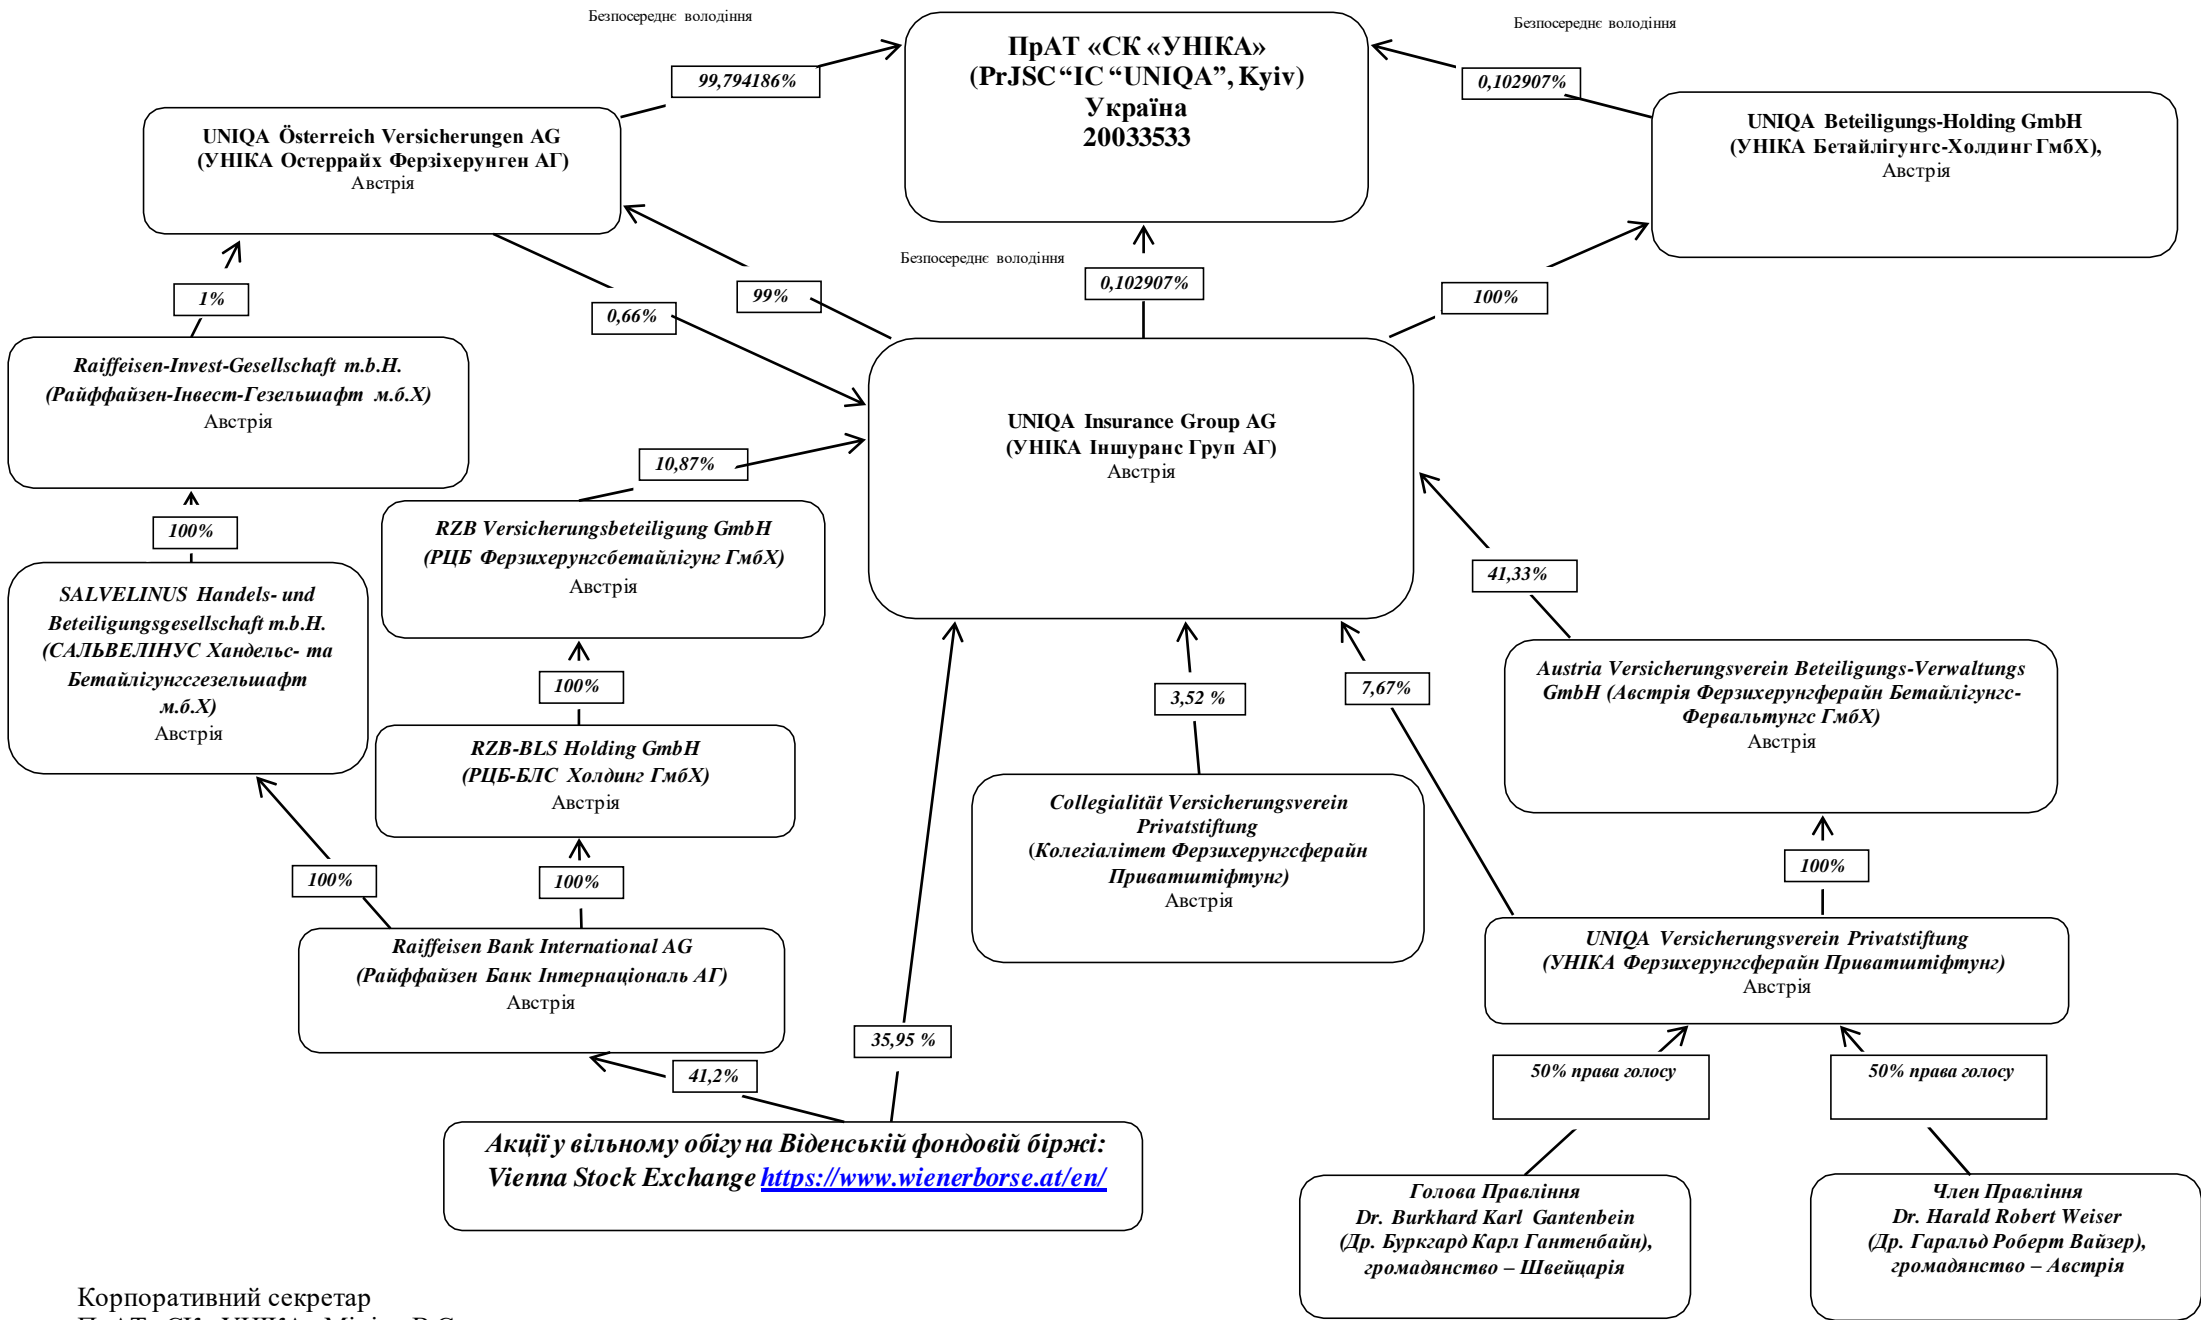 Безпосереднє володіння
Безпосереднє володіння
ПрАТ «СК «УНІКА»
(PrJSC “IC “UNIQA”, Kyiv)
Україна
20033533
99,794186%
0,102907%
UNIQA Österreich Versicherungen AG
(УНІКА Остеррайх Ферзіхерунген АГ)
Австрія
UNIQA Beteiligungs-Holding GmbH
(УНІКА Бетайлігунгс-Холдинг ГмбХ),
Австрія
Безпосереднє володіння
1%
0,66%
99%
0,102907%
100%
Raiffeisen-Invest-Gesellschaft m.b.H.
(Райффайзен-Інвест-Гезельшафт м.б.Х)
Австрія
UNIQA Insurance Group AG
(УНІКА Іншуранс Груп АГ)
Австрія
10,87%
100%
RZB Versicherungsbeteiligung GmbH
(РЦБ Ферзихерунгсбетайлігунг ГмбХ)
Австрія
41,33%
SALVELINUS Handels- und
Beteiligungsgesellschaft m.b.H.
(САЛЬВЕЛІНУС Хандельс- та
Бетайлігунгсгезельшафт
м.б.Х)
Австрія
100%
3,52 %
7,67%
Austria Versicherungsverein Beteiligungs-Verwaltungs
GmbH (Австрія Ферзихерунгферайн Бетайлігунгс-
Фервальтунгс ГмбХ)
Австрія
RZB-BLS Holding GmbH
(РЦБ-БЛС Холдинг ГмбХ)
Австрія
Collegialität Versicherungsverein
Privatstiftung
(Колегіалітет Ферзихерунгсферайн
Приватштіфтунг)
Австрія
100%
100%
100%
Raiffeisen Bank International AG
(Райффайзен Банк Інтернаціональ АГ)
Австрія
UNIQA Versicherungsverein Privatstiftung
(УНІКА Ферзихерунгсферайн Приватштіфтунг)
Австрія
35,95 %
41,2%
50% права голосу
50% права голосу
Акції у вільному обігу на Віденській фондовій біржі:
Vienna Stock Exchange https://www.wienerborse.at/en/
Голова Правління
Dr. Burkhard Karl Gantenbein
(Др. Буркгард Карл Гантенбайн),
громадянство – Швейцарія
Член Правління
Dr. Harald Robert Weiser
(Др. Гаральд Роберт Вайзер),
громадянство – Австрія
Корпоративний секретар